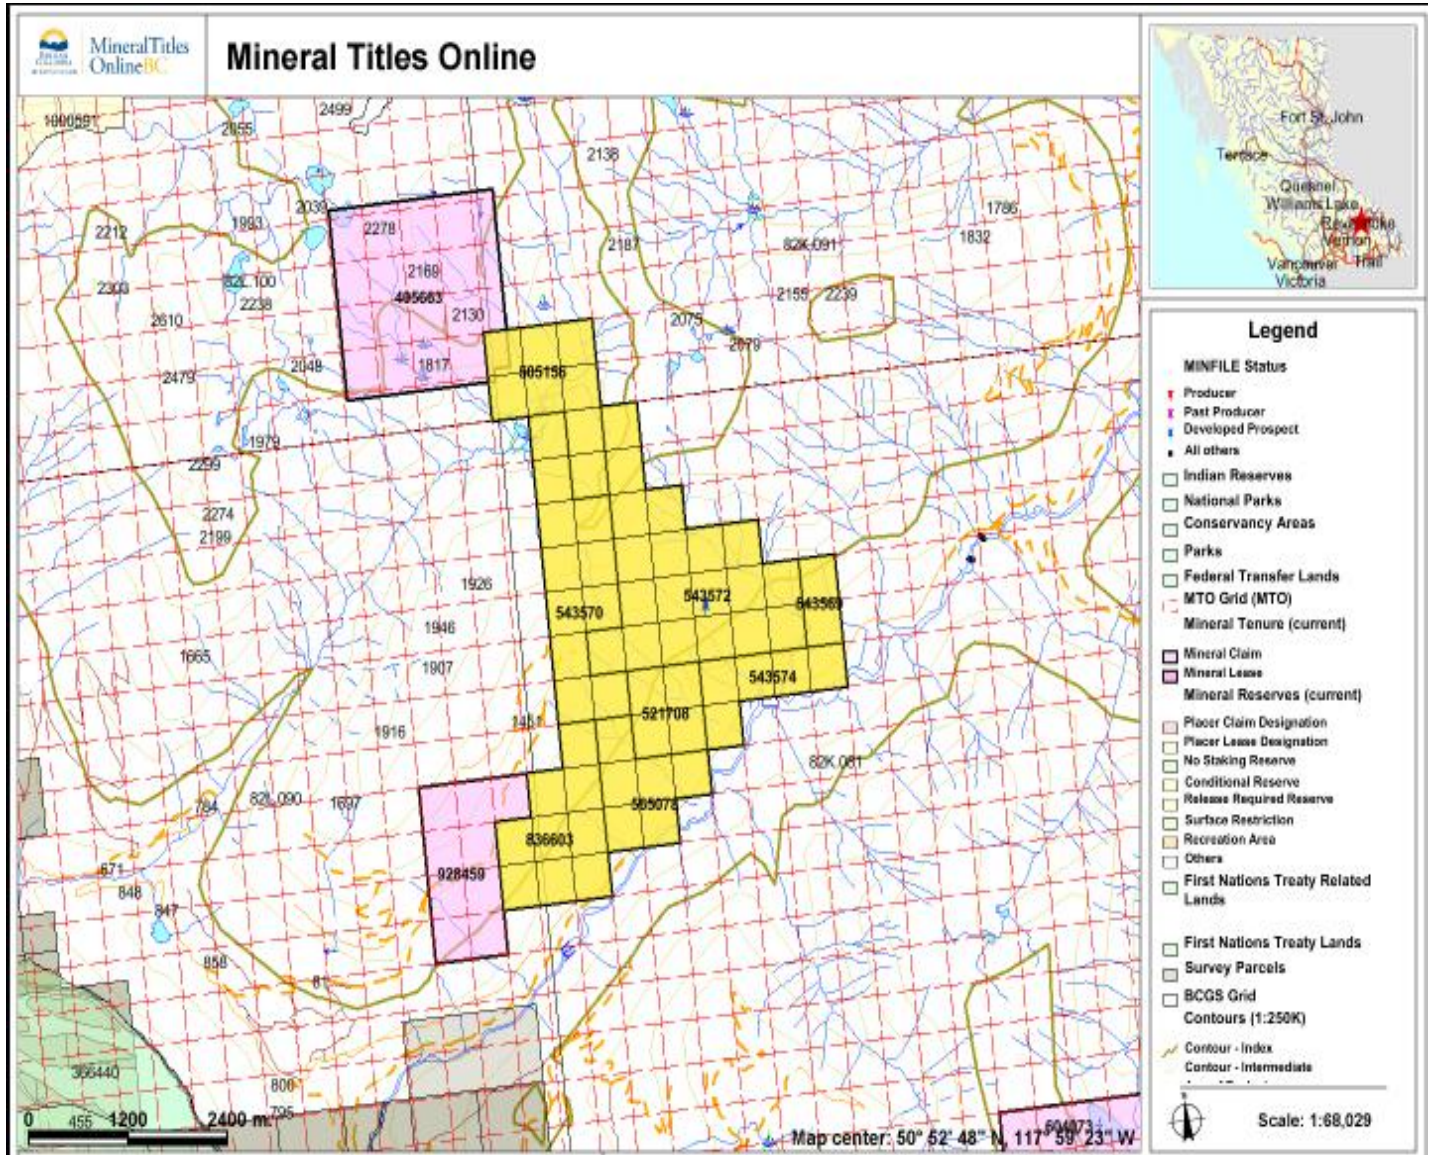 MineralTitles
OnlineBC
Mineral Titles Online
Fort St. John
Terrace
Quesnel
Williams Lake
Vernon
Vancouver
Trail
Victoria
Legend
MINFILE Status
Producer
Past Producer
Developed Prospect
All others
Indian Reserves
National Parks
Conservancy Areas
Parks
Federal Transfer Lands
MTO Grid (MTO)
Mineral Tenure (current)
Mineral Claim
Mineral Lease
Mineral Reserves (current)
Placer Claim Designation
Placer Lease Designation
No Staking Reserve
Conditional Reserve
Release Required Reserve
Surface Restriction
Recreation Area
Others
First Nations Treaty Related
Lands
First Nations Treaty Lands
Survey Parcels
BCGS Grid
Contours (1:250K)
Contour - Index
Contour - Intermediate
Scale: 1:68,029
2499
2055
2138
2039
1993
2278
2212
1786
1832
2187
82K.091
2169
2303
82L.100
2238
405663
2155
2239
2130
2610
2075
2079
2048
1817
605156
2479
1979
2299
2274
2199
1926
543570
543572
543569
1946
1665
1907
543574
521708
1916
1451
82K.081
784
82L.090
1697
565078
836603
671
848
928459
847
858
81
366440
806
795
0
455
1200
2400 m.
Map center: 50° 52' 48" N, 117° 59' 23" W